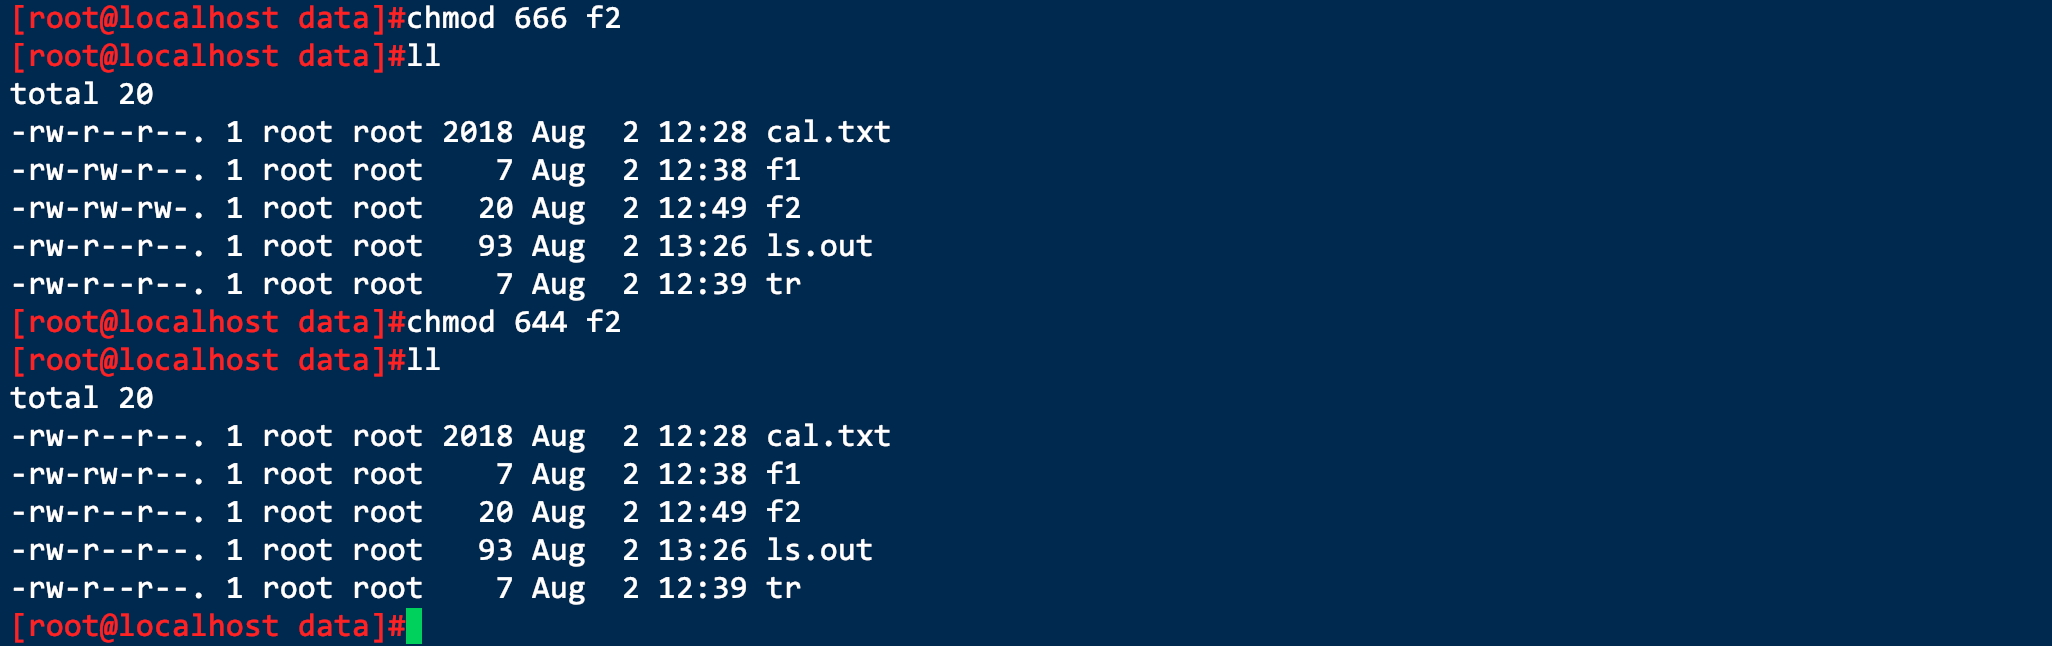 [root@localhost data]#chmod 666 f2
[root@localhost data]#ll
total 20
-rw-r--r--. 1 root root 2018 Aug  2 12:28 cal.txt
-rw-rw-r--. 1 root root    7 Aug  2 12:38 f1
-rw-rw-rw-. 1 root root   20 Aug  2 12:49 f2
-rw-r--r--. 1 root root   93 Aug  2 13:26 ls.out
-rw-r--r--. 1 root root    7 Aug  2 12:39 tr
[root@localhost data]#chmod 644 f2
[root@localhost data]#ll
total 20
-rw-r--r--. 1 root root 2018 Aug  2 12:28 cal.txt
-rw-rw-r--. 1 root root    7 Aug  2 12:38 f1
-rw-r--r--. 1 root root   20 Aug  2 12:49 f2
-rw-r--r--. 1 root root   93 Aug  2 13:26 ls.out
-rw-r--r--. 1 root root    7 Aug  2 12:39 tr
[root@localhost data]#